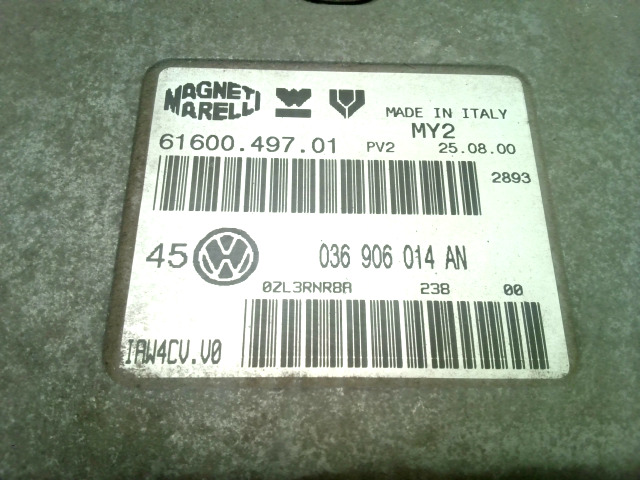 MAGNETI
MARELLI
MADE IN ITALY
MY2
61600.497.01 PV2 25.08.00
2893
45 036 906 014 AN
0ZL3RNR8A 238 00
IAW4CV.V0